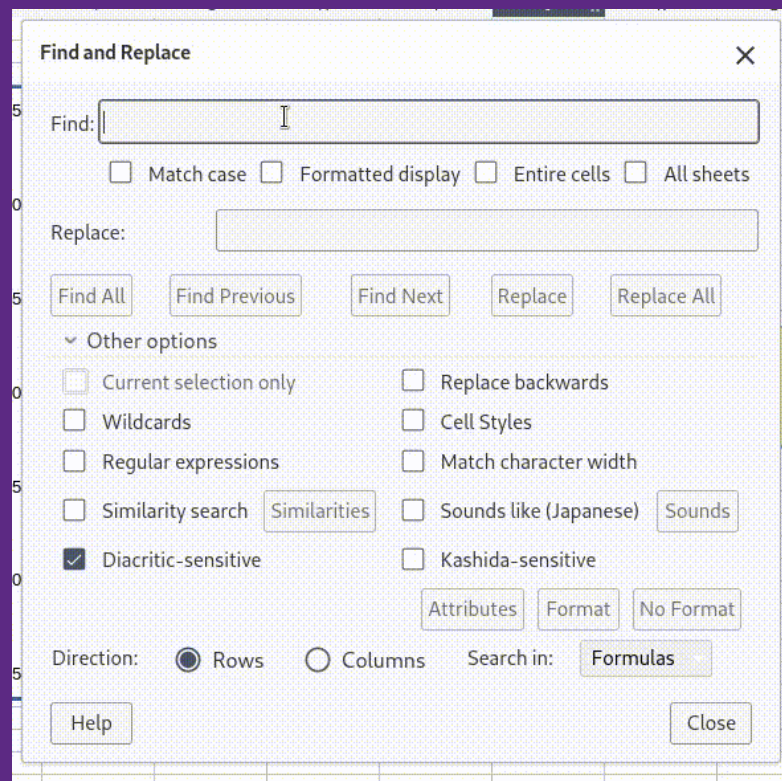 Find and Replace
Find:
Match case Formatted display Entire cells All sheets
Replace:
Find All Find Previous Find Next Replace Replace All
Other options
Current selection only Replace backwards
Wildcards Cell Styles
Regular expressions Match character width
Similarity search Similarities Sounds like (Japanese) Sounds
Diacritic-sensitive Kashida-sensitive
Attributes Format No Format
Direction: Rows Columns Search in: Formulas
Help Close